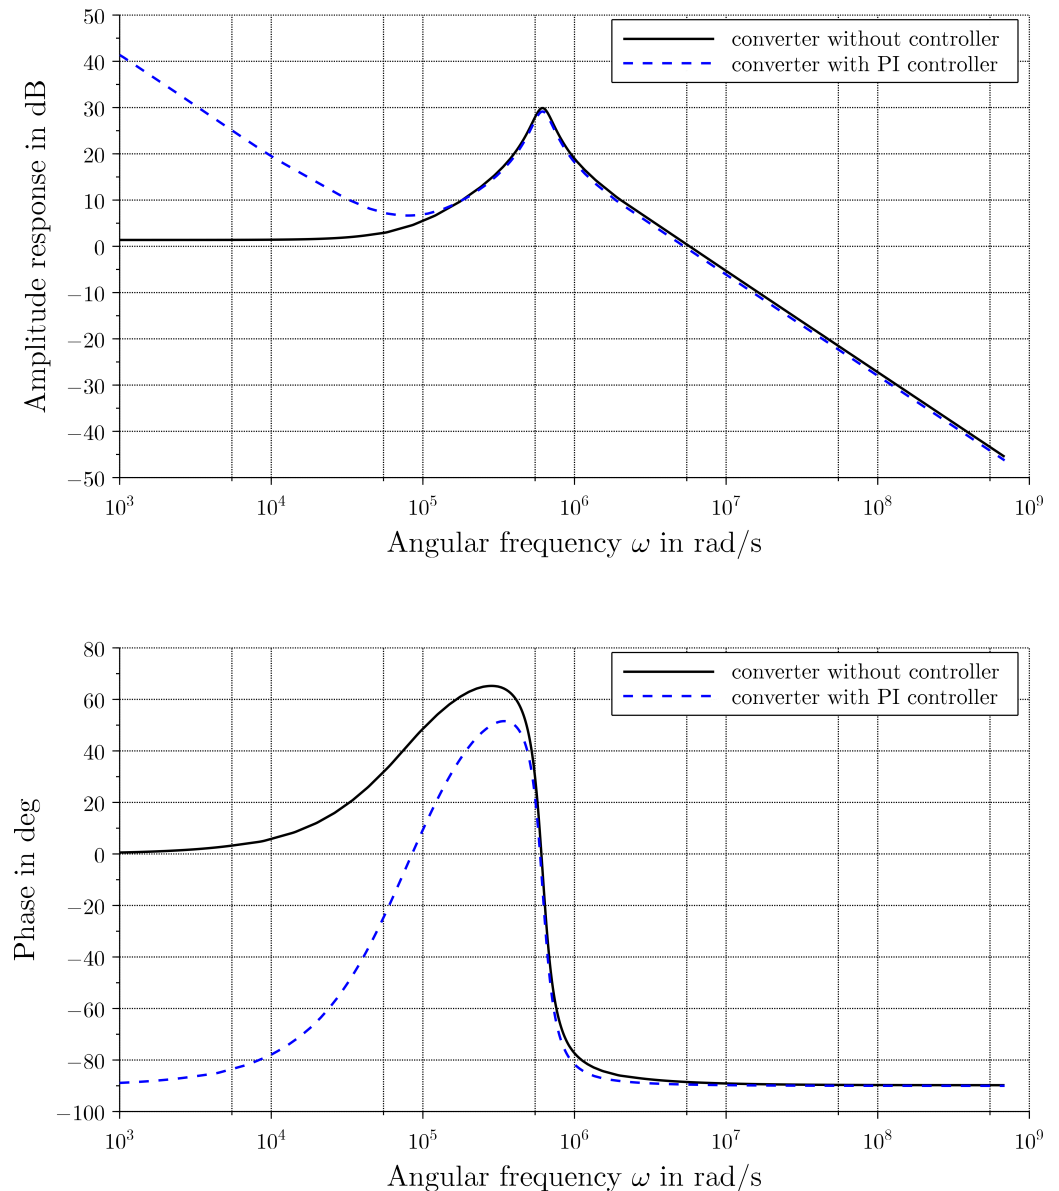 50
40
30
20
10
0
−10
−20
−30
−40
−50
Amplitude response in dB
converter without controller
converter with PI controller
10³ 10⁴ 10⁵ 10⁶ 10⁷ 10⁸ 10⁹
Angular frequency ω in rad/s
80
60
40
20
0
−20
−40
−60
−80
−100
Phase in deg
converter without controller
converter with PI controller
10³ 10⁴ 10⁵ 10⁶ 10⁷ 10⁸ 10⁹
Angular frequency ω in rad/s